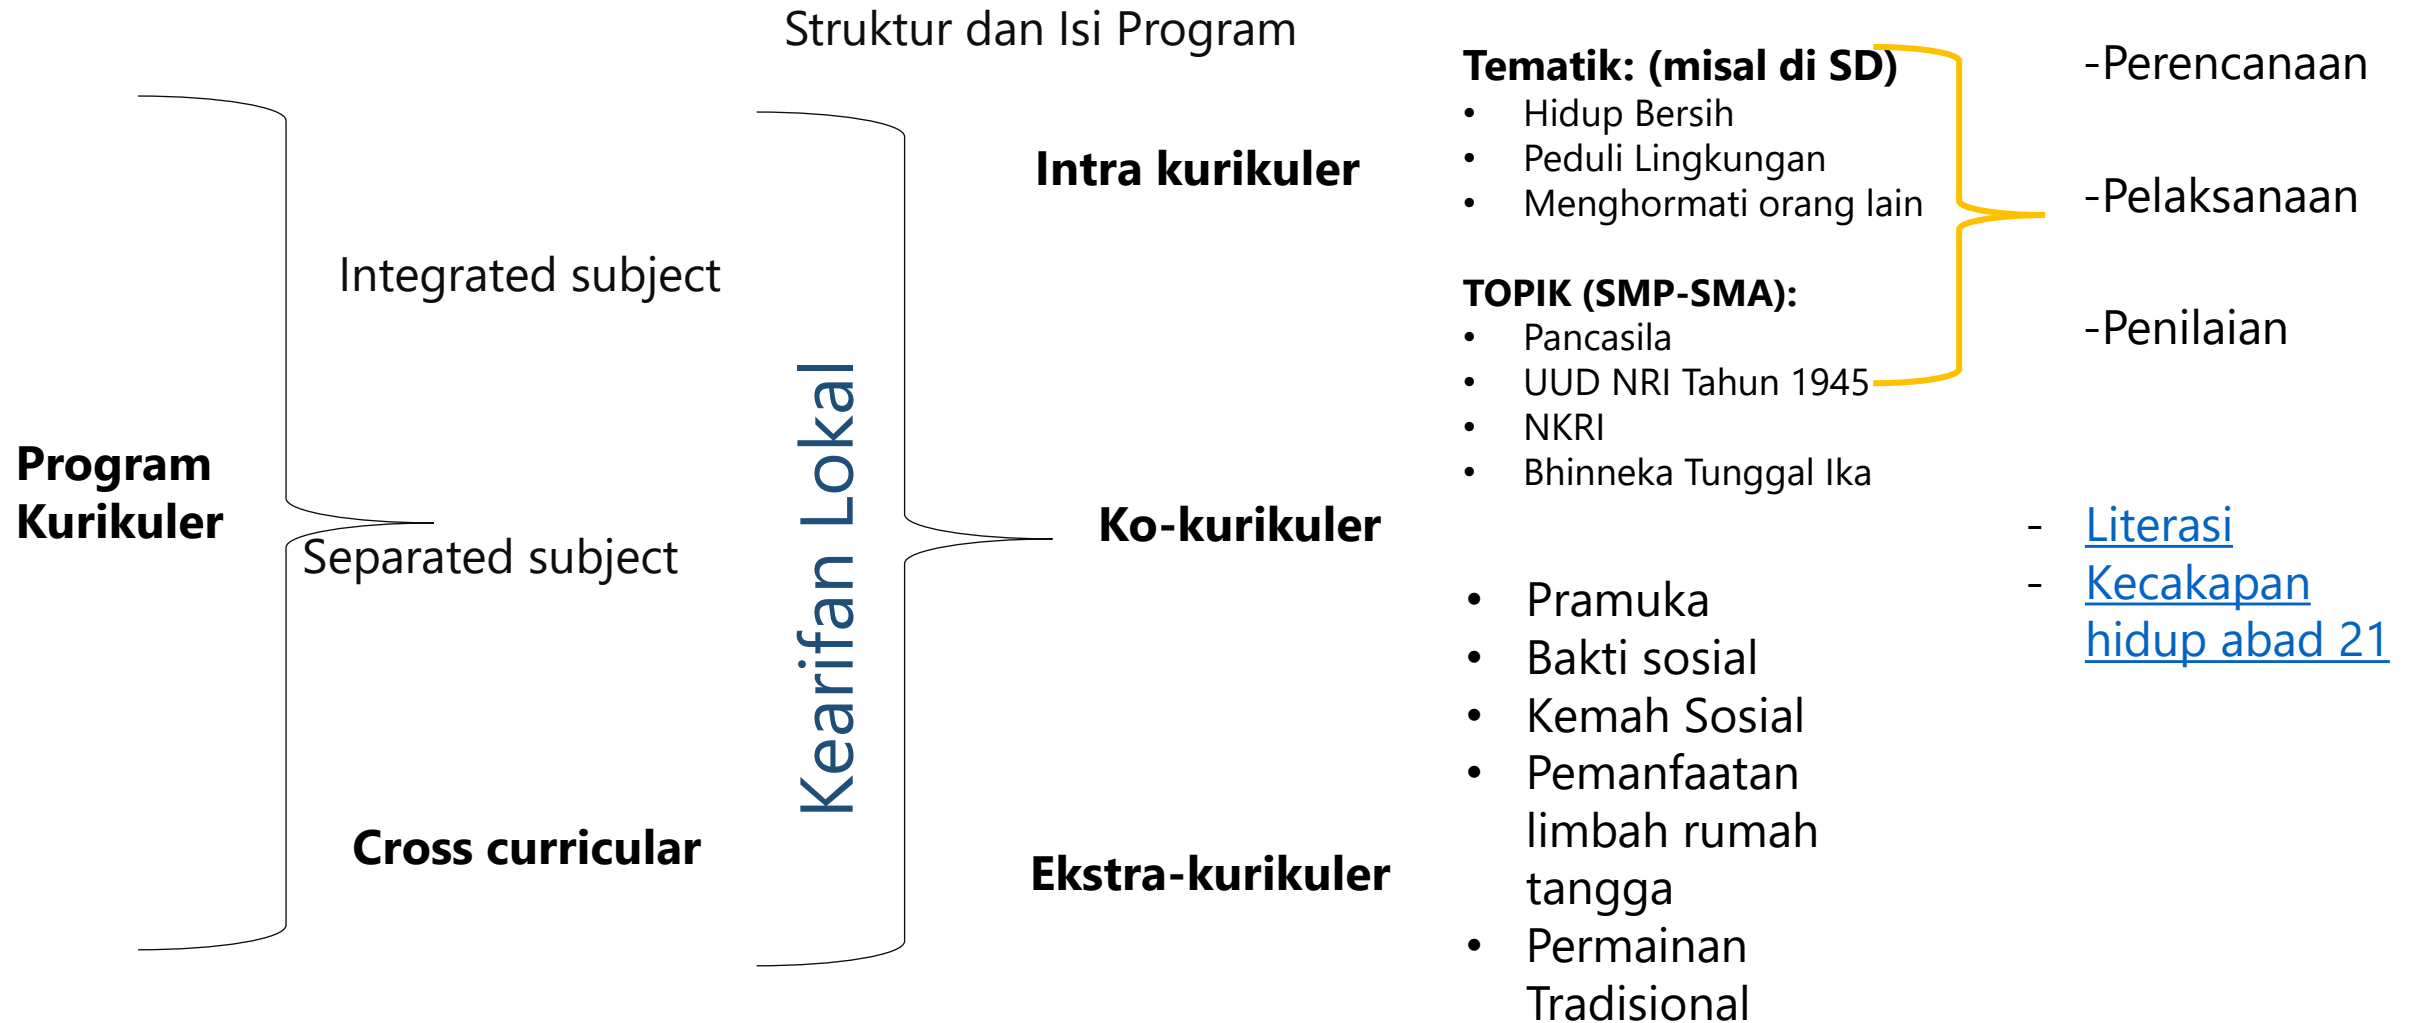 Struktur dan Isi Program
Program
Kurikuler
Integrated subject
Separated subject
Cross curricular
Kearifan Lokal
Intra kurikuler
Ko-kurikuler
Ekstra-kurikuler
Tematik: (misal di SD)
• Hidup Bersih
• Peduli Lingkungan
• Menghormati orang lain
TOPIK (SMP-SMA):
• Pancasila
• UUD NRI Tahun 1945
• NKRI
• Bhinneka Tunggal Ika
• Pramuka
• Bakti sosial
• Kemah Sosial
• Pemanfaatan
limbah rumah
tangga
• Permainan
Tradisional
-Perencanaan
-Pelaksanaan
-Penilaian
- Literasi
- Kecakapan
hidup abad 21